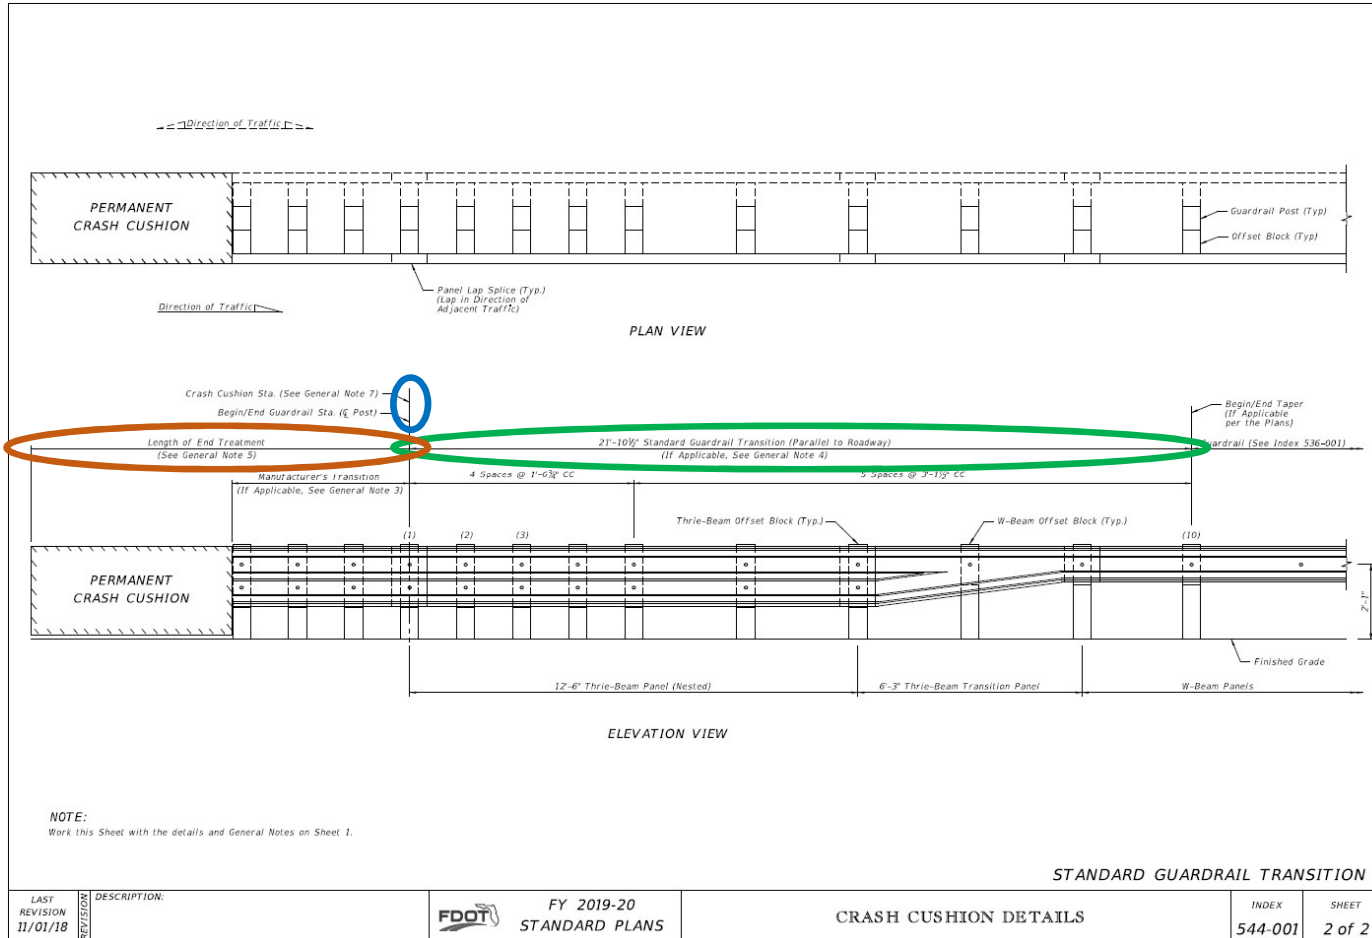 Direction of Traffic
PERMANENT
CRASH CUSHION
Guardrail Post (Typ)
Offset Block (Typ)
Panel Lap Splice (Typ.)
(Lap in Direction of
Adjacent Traffic)
Direction of Traffic
PLAN VIEW
Crash Cushion Sta. (See General Note 7)
Begin/End Guardrail Sta. (℄ Post)
Begin/End Taper
(If Applicable
per the Plans)
Length of End Treatment
(See General Note 5)
21'-10½" Standard Guardrail Transition (Parallel to Roadway)
(If Applicable, See General Note 4)
Guardrail (See Index 536-001)
Manufacturer's Transition
(If Applicable, See General Note 3)
4 Spaces @ 1'-6¾" CC
5 Spaces @ 3'-1½" CC
Thrie-Beam Offset Block (Typ.)
W-Beam Offset Block (Typ.)
(1)
(2)
(3)
(10)
PERMANENT
CRASH CUSHION
2'-1"
Finished Grade
12'-6" Thrie-Beam Panel (Nested)
6'-3" Thrie-Beam Transition Panel
W-Beam Panels
ELEVATION VIEW
NOTE:
Work this Sheet with the details and General Notes on Sheet 1.
STANDARD GUARDRAIL TRANSITION
LAST
REVISION
11/01/18
REVISION
DESCRIPTION:
FDOT
FY 2019-20
STANDARD PLANS
CRASH CUSHION DETAILS
INDEX
544-001
SHEET
2 of 2